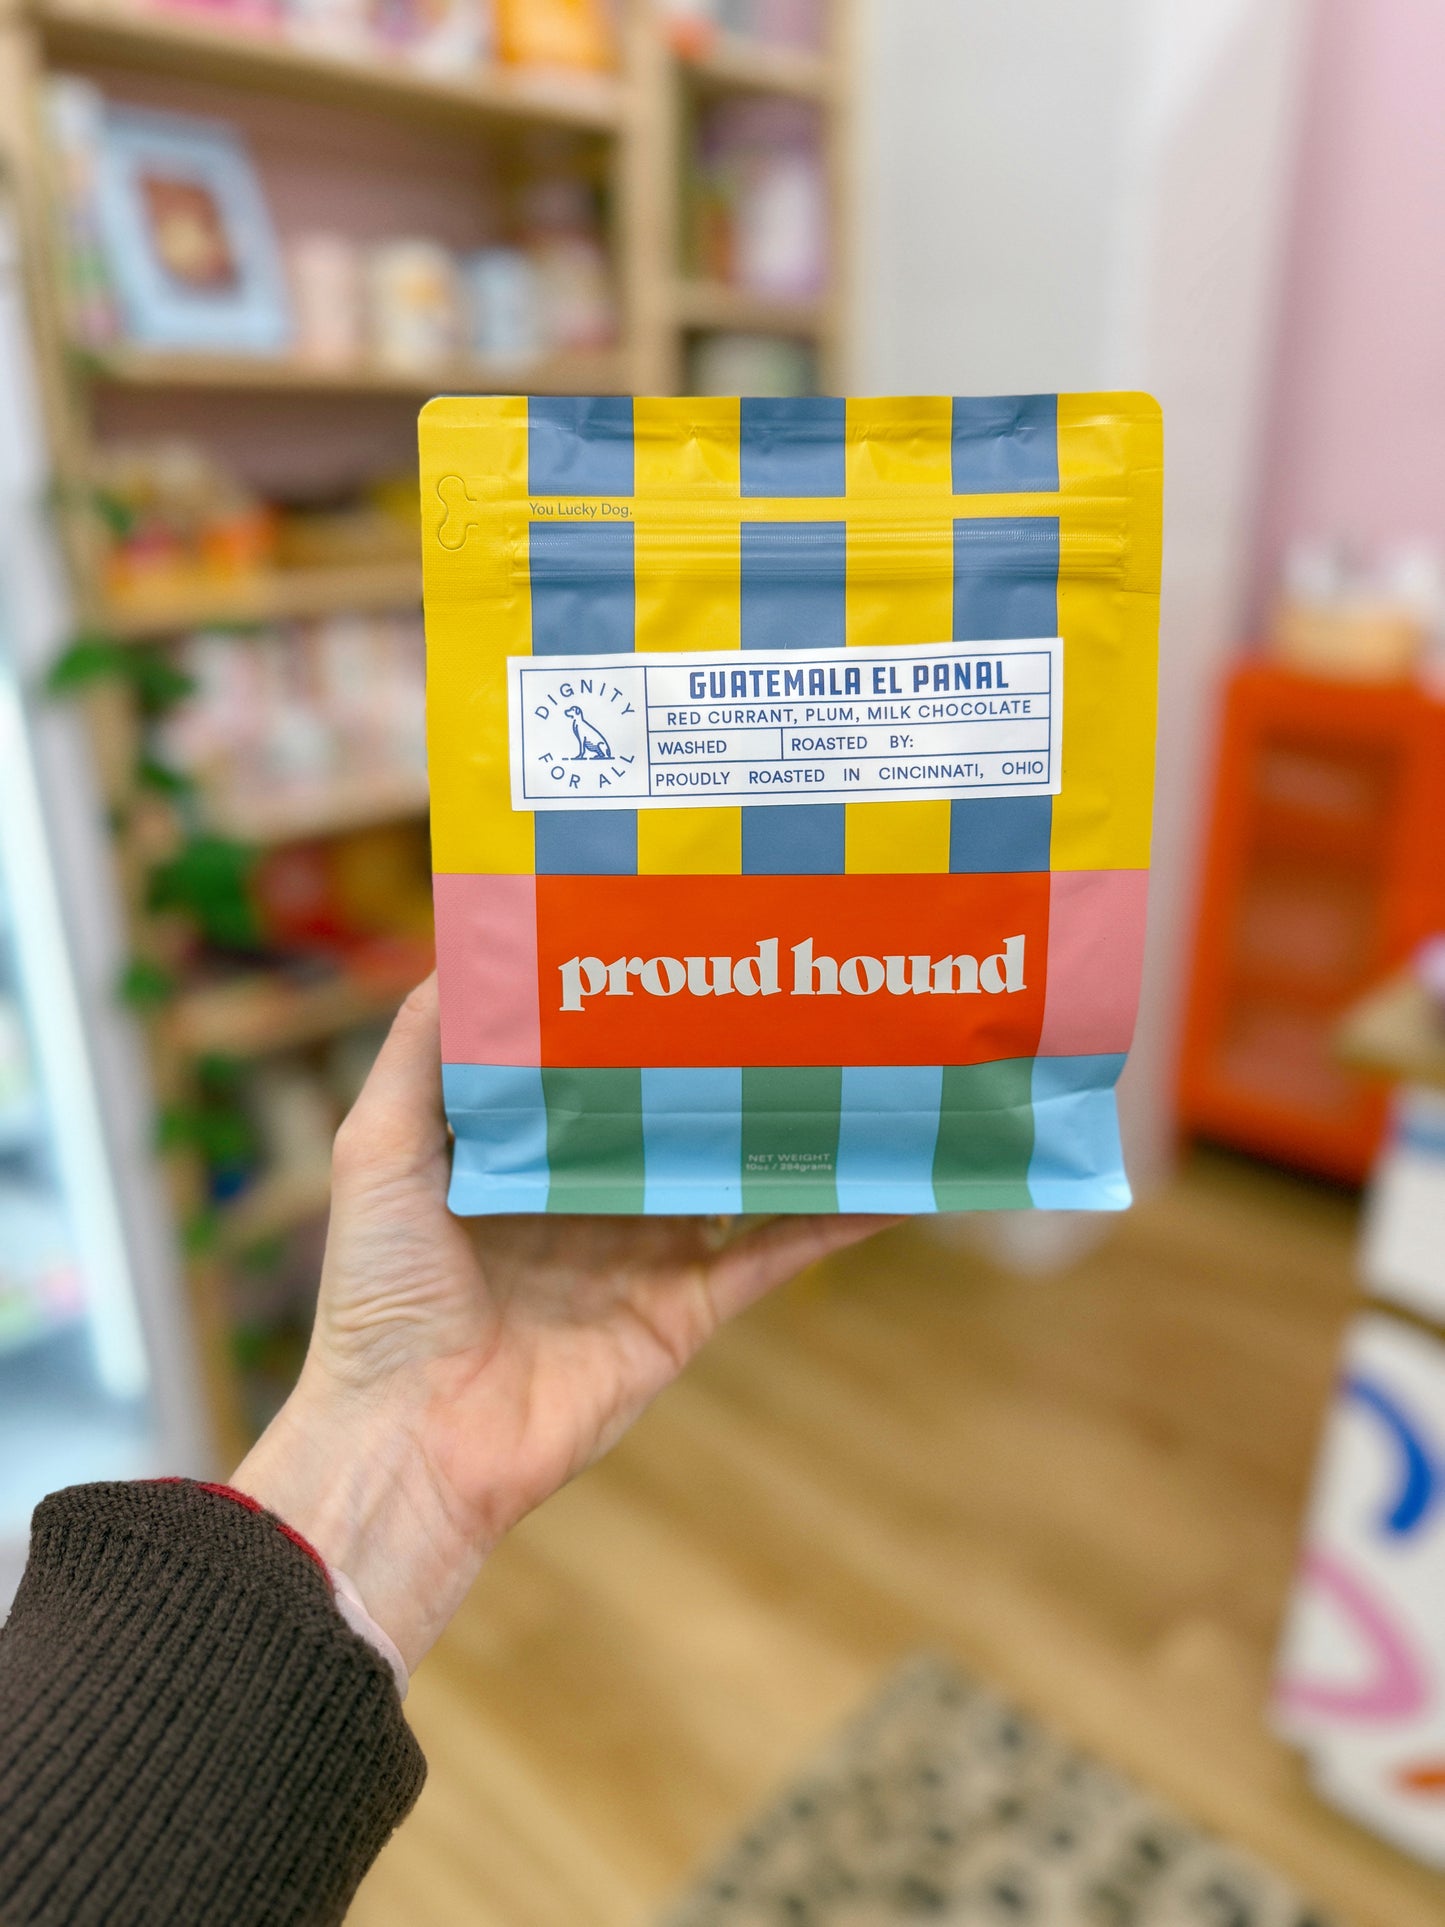 You Lucky Dog.
DIGNITY
FOR ALL
GUATEMALA EL PANAL
RED CURRANT, PLUM, MILK CHOCOLATE
WASHED
ROASTED BY:
PROUDLY ROASTED IN CINCINNATI, OHIO
proud hound
NET WEIGHT
10oz / 284grams